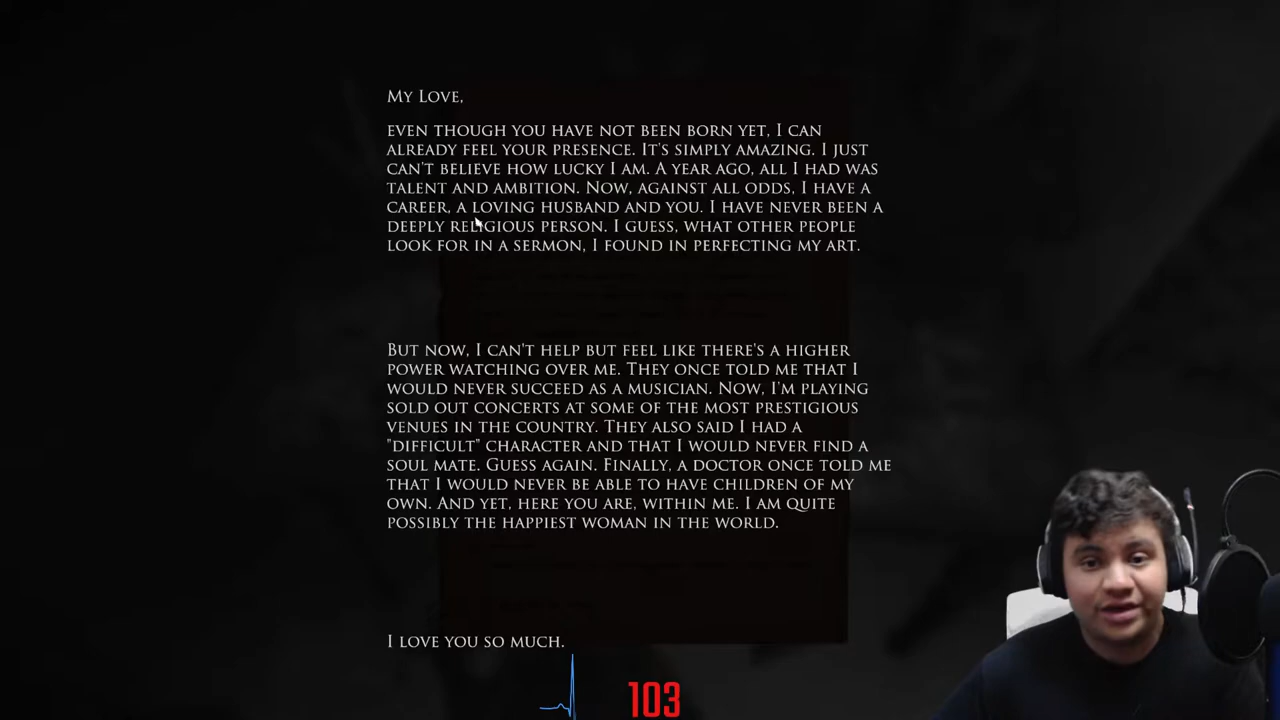 My Love,
even though you have not been born yet, I can
already feel your presence. It's simply amazing. I just
can't believe how lucky I am. A year ago, all I had was
talent and ambition. Now, against all odds, I have a
career, a loving husband and you. I have never been a
deeply religious person. I guess, what other people
look for in a sermon, I found in perfecting my art.
But now, I can't help but feel like there's a higher
power watching over me. They once told me that I
would never succeed as a musician. Now, I'm playing
sold out concerts at some of the most prestigious
venues in the country. They also said I had a
"difficult" character and that I would never find a
soul mate. Guess again. Finally, a doctor once told me
that I would never be able to have children of my
own. And yet, here you are, within me. I am quite
possibly the happiest woman in the world.
I love you so much.
103